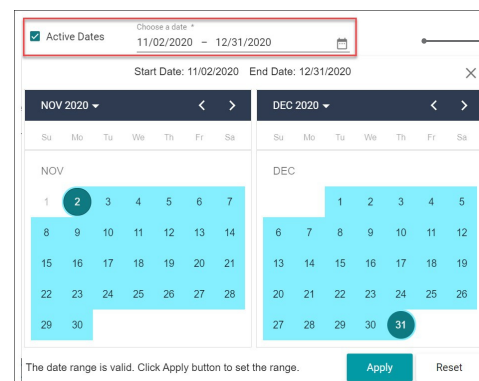 Active Dates
Choose a date *
11/02/2020 – 12/31/2020
Start Date: 11/02/2020 End Date: 12/31/2020
NOV 2020
Su Mo Tu We Th Fr Sa
NOV
1 2 3 4 5 6 7
8 9 10 11 12 13 14
15 16 17 18 19 20 21
22 23 24 25 26 27 28
29 30
DEC 2020
Su Mo Tu We Th Fr Sa
DEC
1 2 3 4 5
6 7 8 9 10 11 12
13 14 15 16 17 18 19
20 21 22 23 24 25 26
27 28 29 30 31
The date range is valid. Click Apply button to set the range.
Apply
Reset